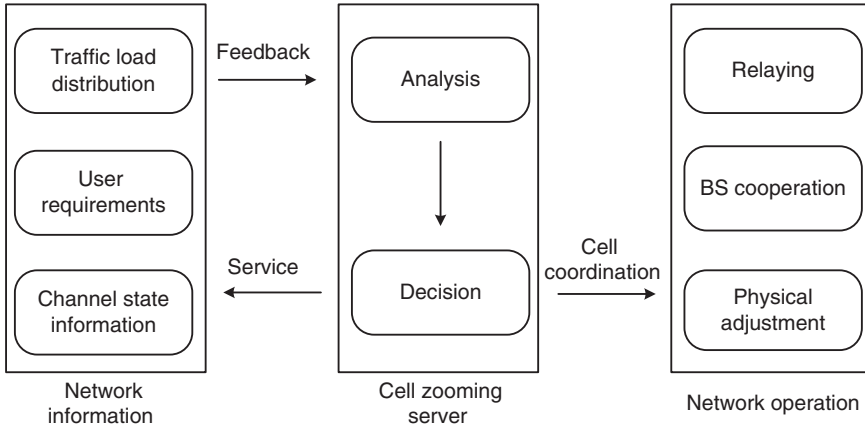 Traffic load
distribution
User
requirements
Channel state
information
Network
information
Feedback
Service
Analysis
Decision
Cell zooming
server
Cell
coordination
Relaying
BS cooperation
Physical
adjustment
Network operation